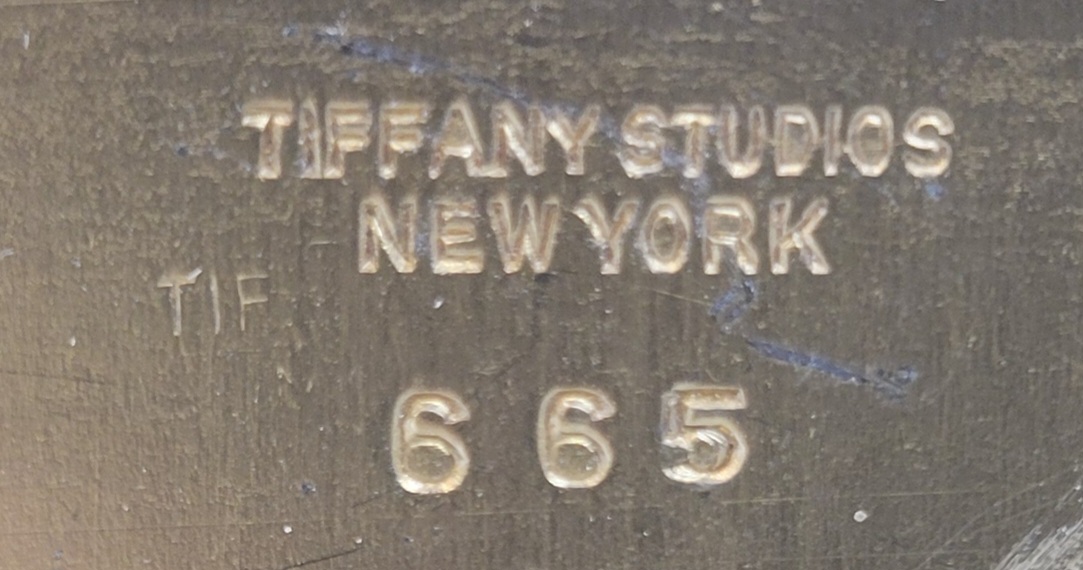 TIFFANY STUDIOS
NEW YORK
TIF
665